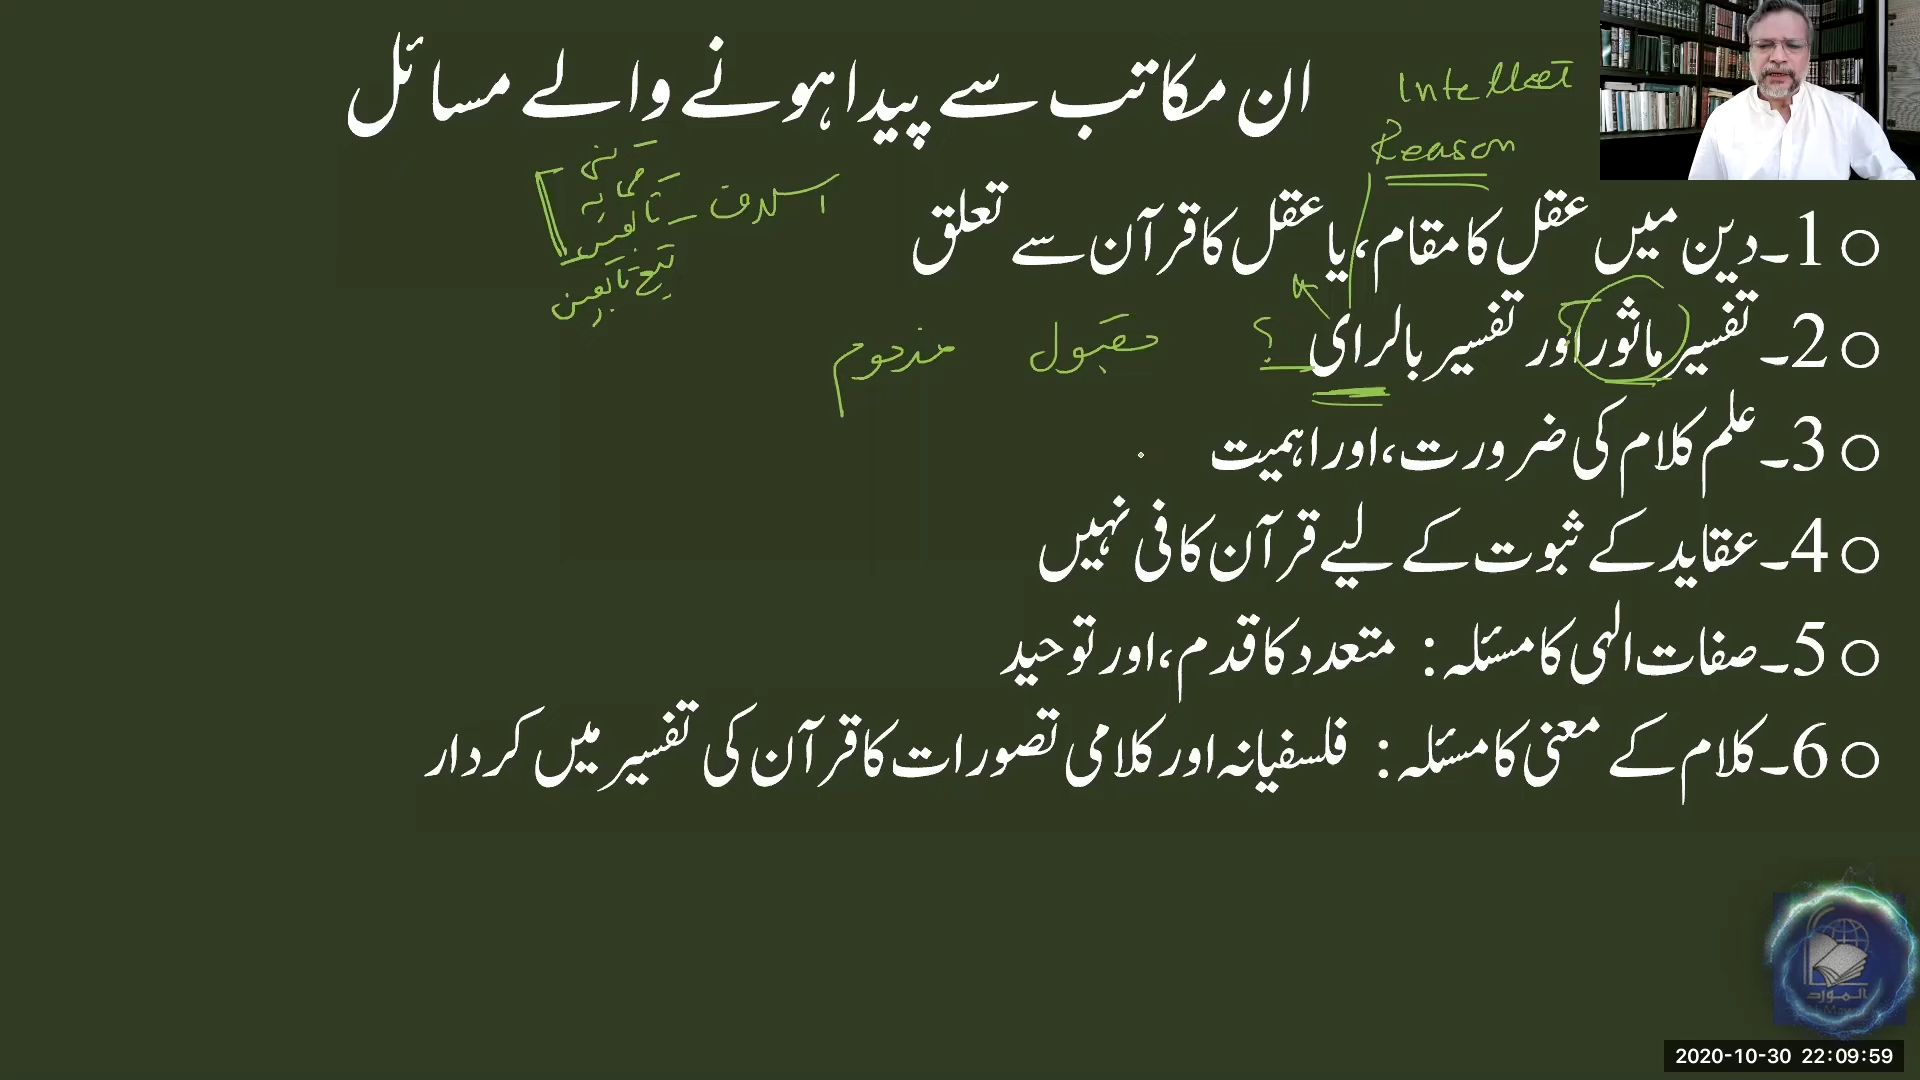 ان مکاتب سے پیدا ہونے والے مسائل
Intellect
Reason
1۔دین میں عقل کا مقام، یا عقل کا قرآن سے تعلق
اسلاف
نبی
صحابہ
تابعین
تبع تابعین
2۔ تفسیر ماثور اور تفسیر بالرای
؟
مقبول
مذموم
3۔ علم کلام کی ضرورت، اور اہمیت
4۔ عقاید کے ثبوت کے لیے قرآن کافی نہیں
5۔ صفات الہی کا مسئلہ: متعدد کا قدم، اور توحید
6۔ کلام کے معنی کا مسئلہ: فلسفیانہ اور کلامی تصورات کا قرآن کی تفسیر میں کردار
المورد
2020-10-30 22:09:59